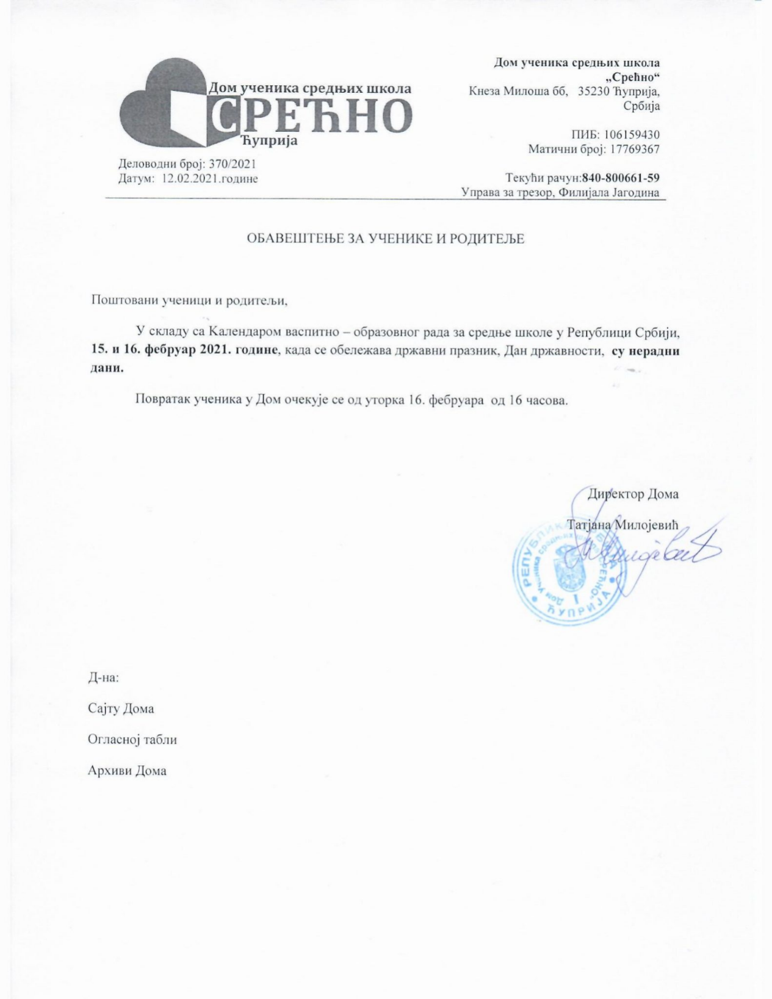 Дом ученика средњих школа
СРЕЋНО
Ћуприја
Деловодни број: 370/2021
Датум:  12.02.2021.године
Дом ученика средњих школа
„Срећно“
Кнеза Милоша бб,   35230 Ћуприја,
Србија
ПИБ: 106159430
Матични број: 17769367
Текући рачун:840-800661-59
Управа за трезор, Филијала Јагодина
ОБАВЕШТЕЊЕ ЗА УЧЕНИКЕ И РОДИТЕЉЕ
Поштовани ученици и родитељи,
У складу са Календаром васпитно – образовног рада за средње школе у Републици Србији,
15. и 16. фебруар 2021. године, када се обележава државни празник, Дан државности,  су нерадни
дани.
Повратак ученика у Дом очекује се од уторка 16. фебруара  од 16 часова.
Директор Дома
Татјана Милојевић
РЕПУБЛИКА СРБИЈА
Дом ученика средњих школа „СРЕЋНО“
I
ЋУПРИЈА
Д-на:
Сајту Дома
Огласној табли
Архиви Дома